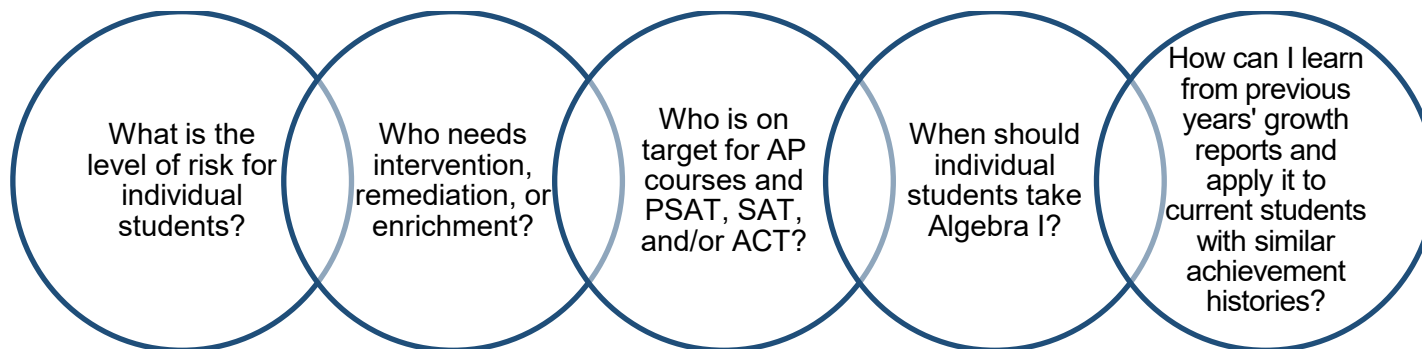 What is the
level of risk for
individual
students?
Who needs
intervention,
remediation, or
enrichment?
Who is on
target for AP
courses and
PSAT, SAT,
and/or ACT?
When should
individual
students take
Algebra I?
How can I learn
from previous
years' growth
reports and
apply it to
current students
with similar
achievement
histories?